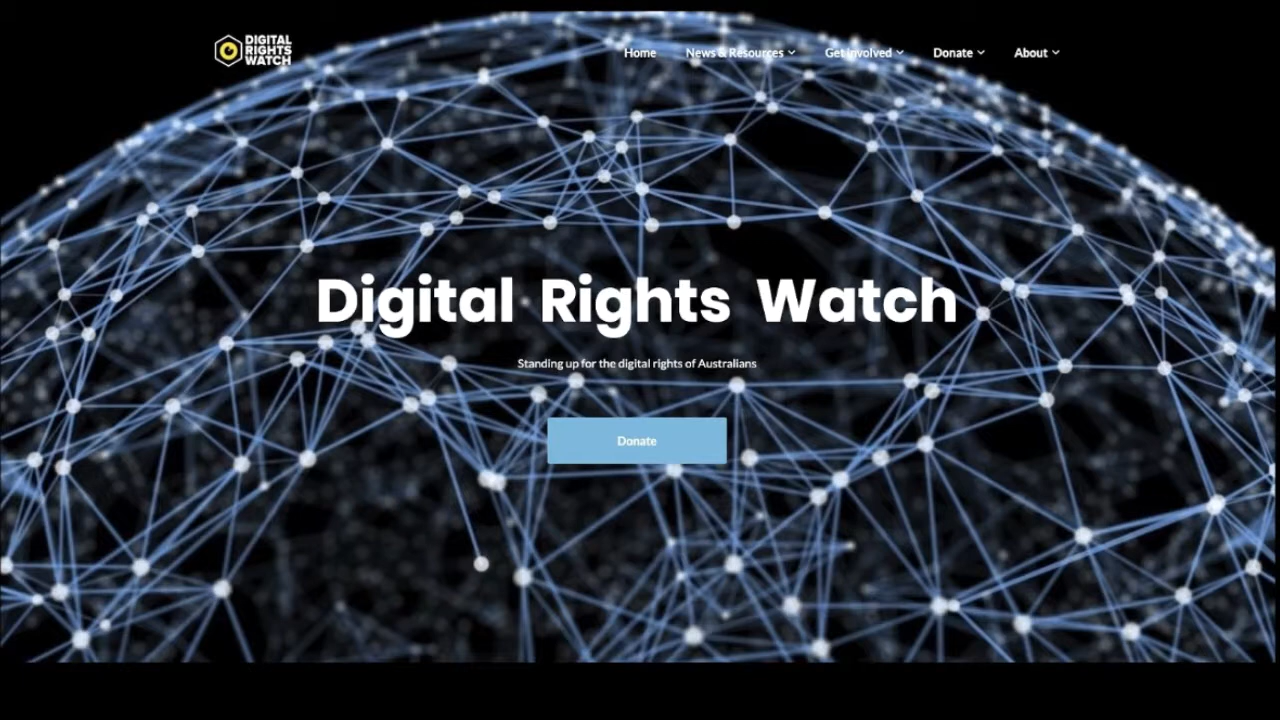 DIGITAL
RIGHTS
WATCH
Home News & Resources Get Involved Donate About
Digital Rights Watch
Standing up for the digital rights of Australians
Donate